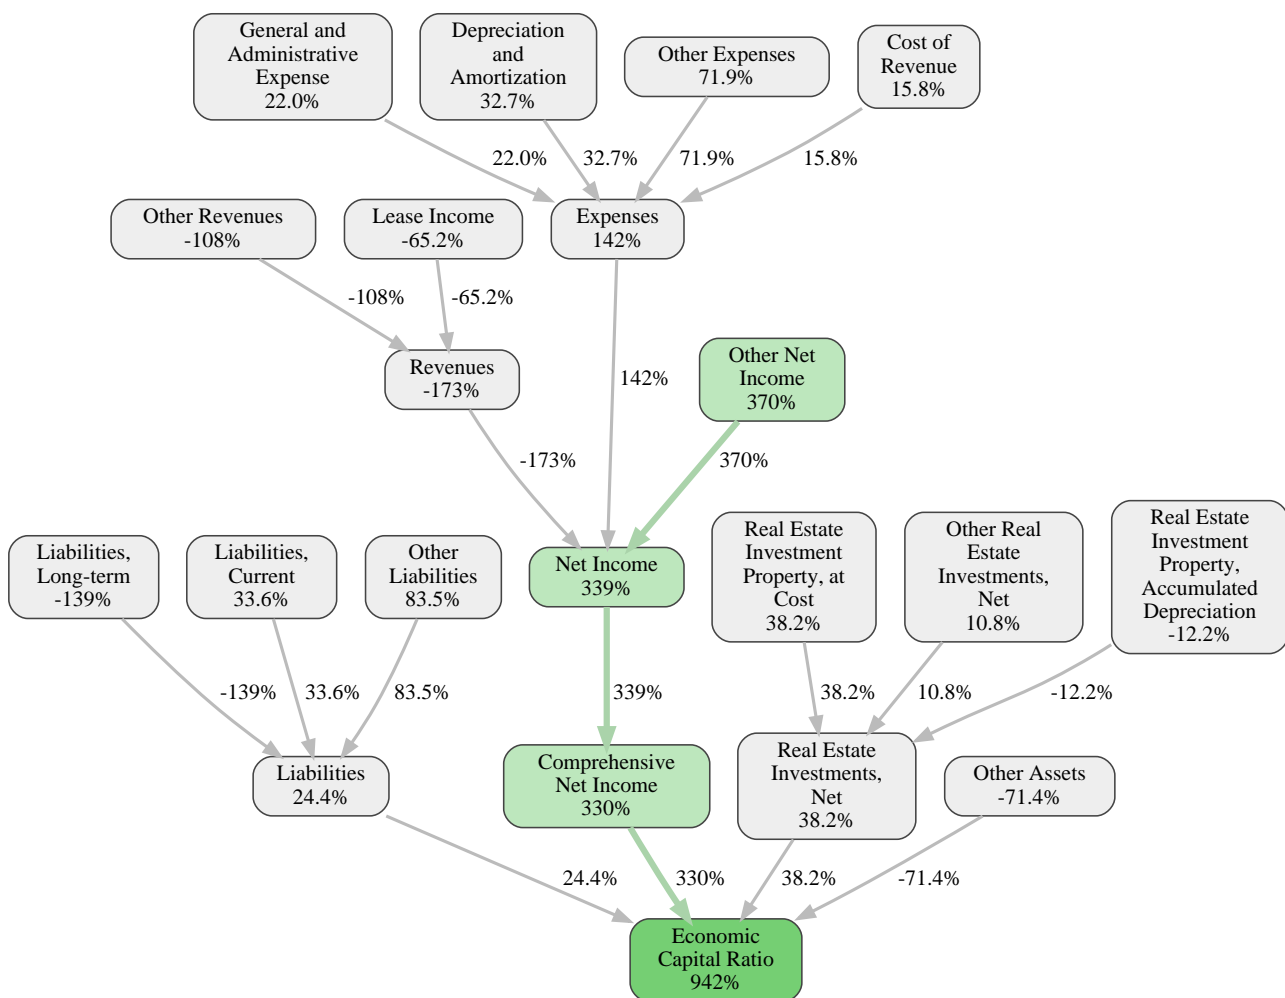 General and
Administrative
Expense
22.0%
Depreciation
and
Amortization
32.7%
Other Expenses
71.9%
Cost of
Revenue
15.8%
22.0%
32.7%
71.9%
15.8%
Other Revenues
-108%
Lease Income
-65.2%
Expenses
142%
-108%
-65.2%
Revenues
-173%
142%
Other Net
Income
370%
-173%
370%
Liabilities,
Long-term
-139%
Liabilities,
Current
33.6%
Other
Liabilities
83.5%
Net Income
339%
Real Estate
Investment
Property, at
Cost
38.2%
Other Real
Estate
Investments,
Net
10.8%
Real Estate
Investment
Property,
Accumulated
Depreciation
-12.2%
-139%
33.6%
83.5%
339%
38.2%
10.8%
-12.2%
Liabilities
24.4%
Comprehensive
Net Income
330%
Real Estate
Investments,
Net
38.2%
Other Assets
-71.4%
24.4%
330%
38.2%
-71.4%
Economic
Capital Ratio
942%